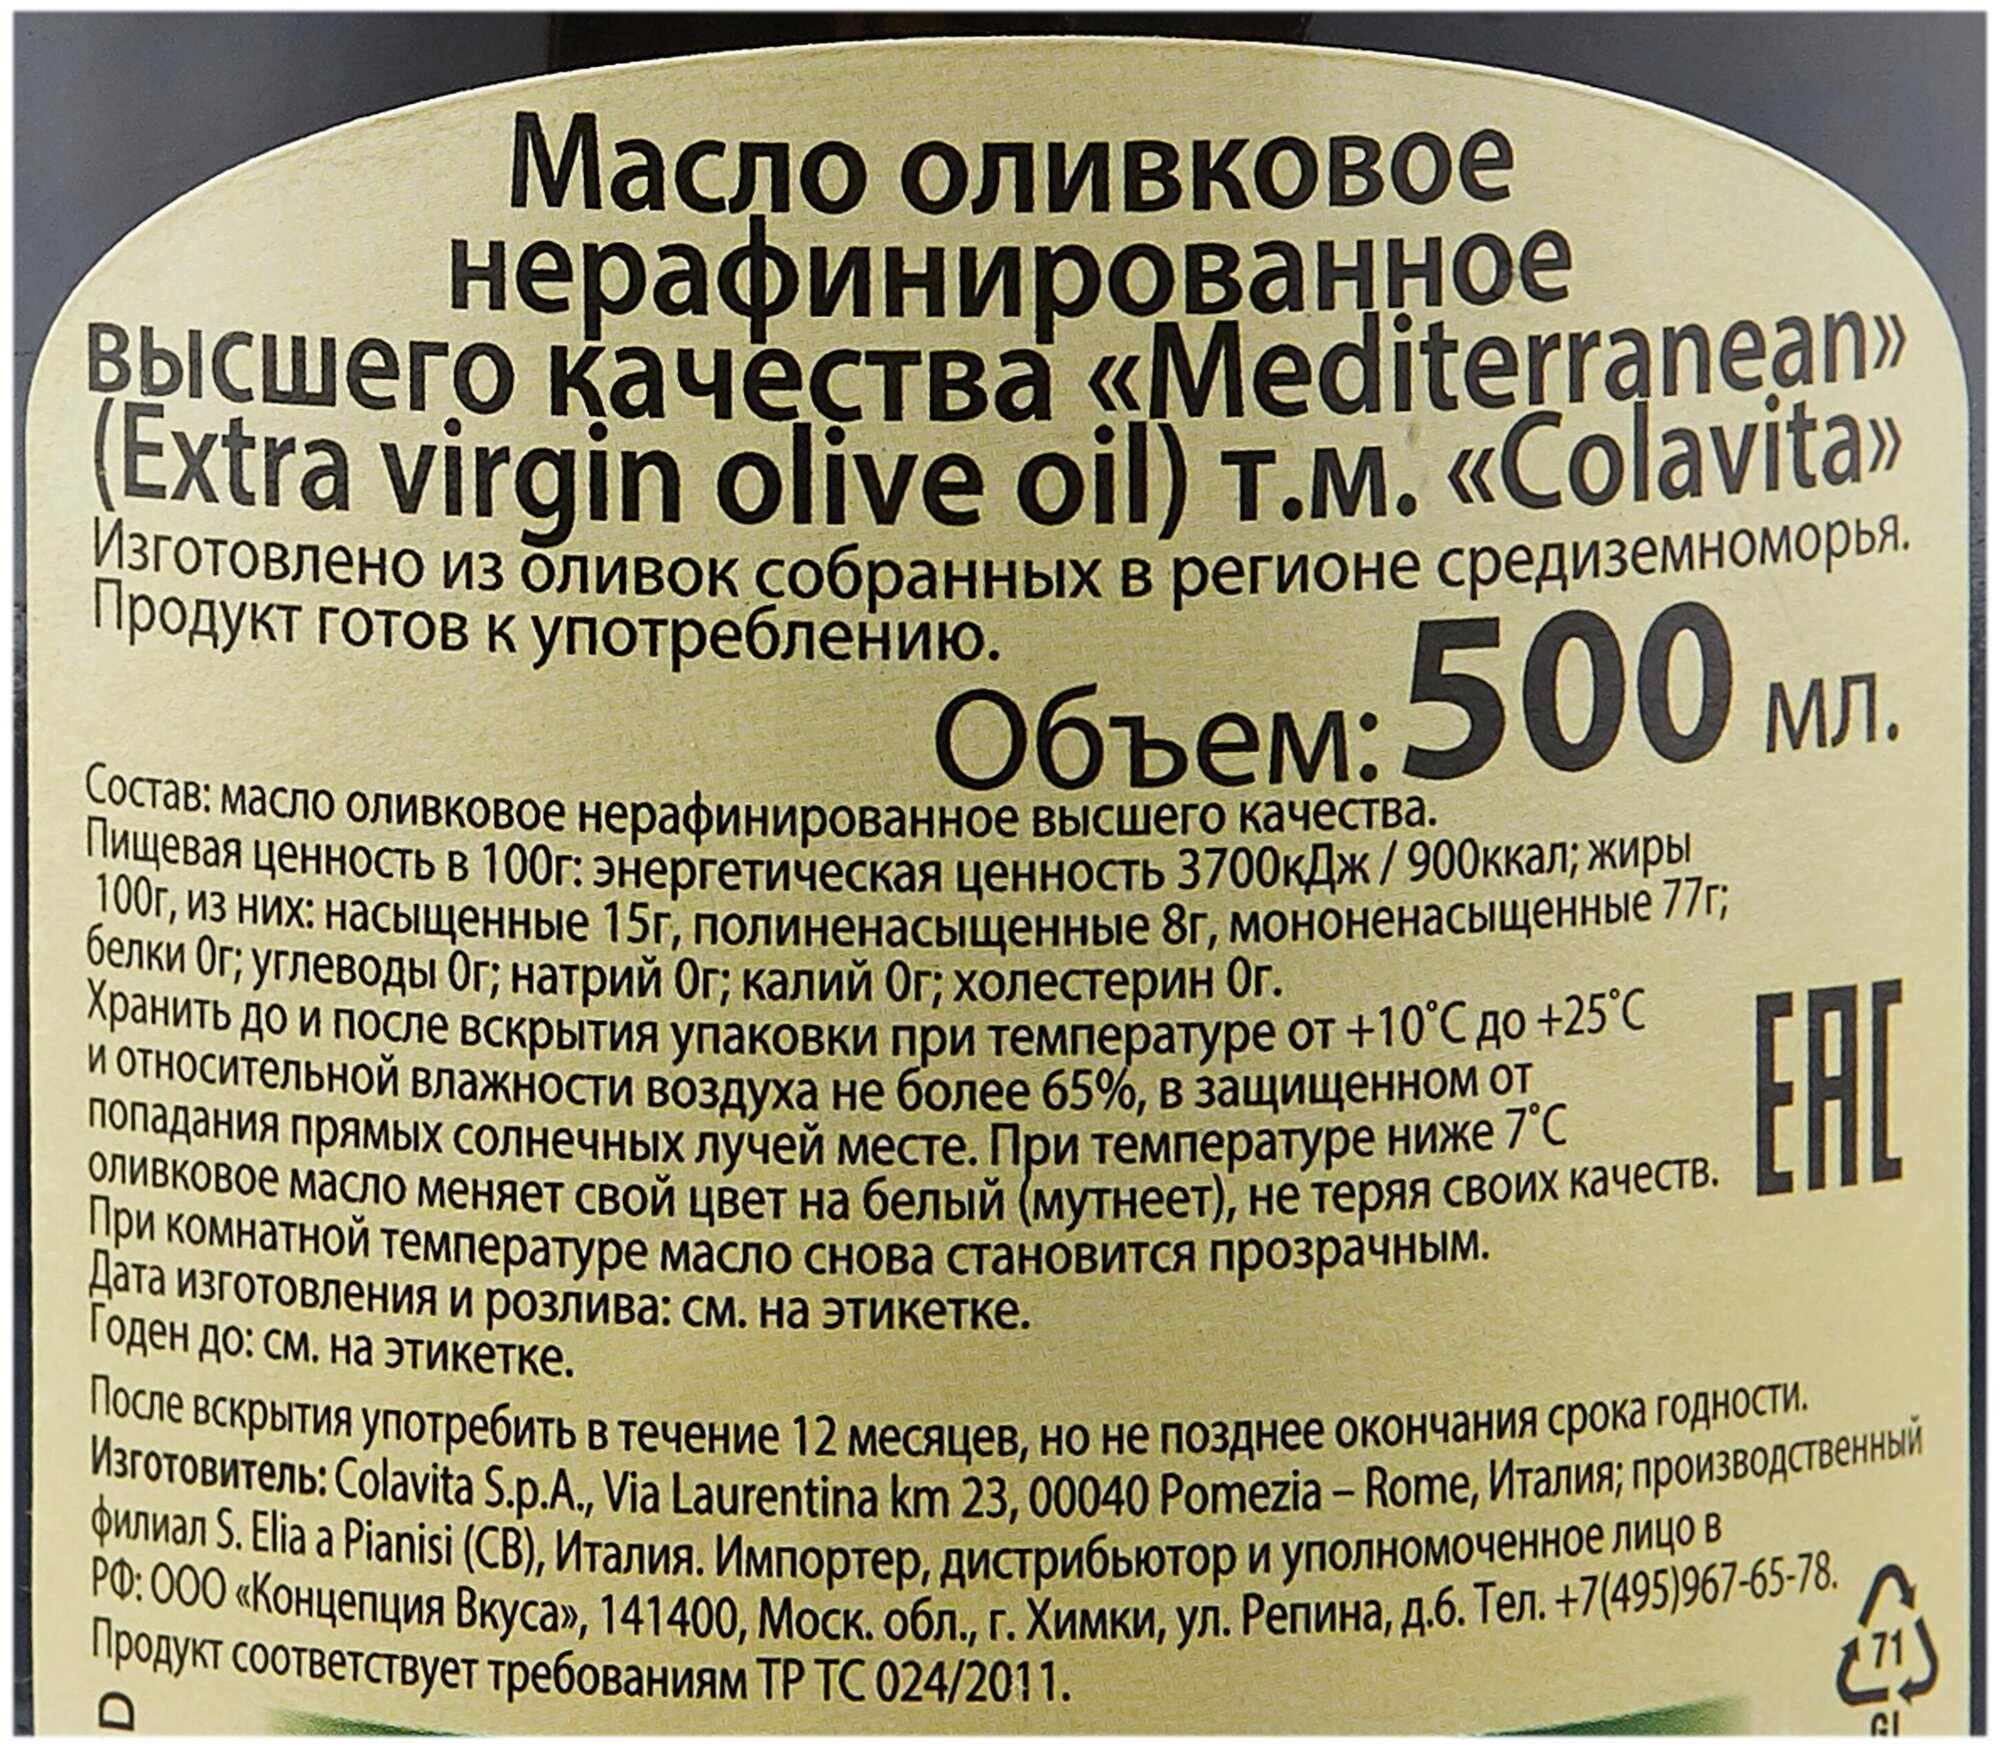 Масло оливковое
нерафинированное
высшего качества «Mediterranean»
(Extra virgin olive oil) т.м. «Colavita»
Изготовлено из оливок собранных в регионе средиземноморья.
Продукт готов к употреблению.
Объем: 500 мл.
Состав: масло оливковое нерафинированное высшего качества.
Пищевая ценность в 100г: энергетическая ценность 3700кДж / 900ккал; жиры
100г, из них: насыщенные 15г, полиненасыщенные 8г, мононенасыщенные 77г;
белки 0г; углеводы 0г; натрий 0г; калий 0г; холестерин 0г.
Хранить до и после вскрытия упаковки при температуре от +10˚C до +25˚C
и относительной влажности воздуха не более 65%, в защищенном от
попадания прямых солнечных лучей месте. При температуре ниже 7˚C
оливковое масло меняет свой цвет на белый (мутнеет), не теряя своих качеств.
При комнатной температуре масло снова становится прозрачным.
Дата изготовления и розлива: см. на этикетке.
Годен до: см. на этикетке.
EAC
После вскрытия употребить в течение 12 месяцев, но не позднее окончания срока годности.
Изготовитель: Colavita S.p.A., Via Laurentina km 23, 00040 Pomezia – Rome, Италия; производственный
филиал S. Elia a Pianisi (CB), Италия. Импортер, дистрибьютор и уполномоченное лицо в
РФ: ООО «Концепция Вкуса», 141400, Моск. обл., г. Химки, ул. Репина, д.6. Тел. +7(495)967-65-78.
Продукт соответствует требованиям ТР ТС 024/2011.
71
D